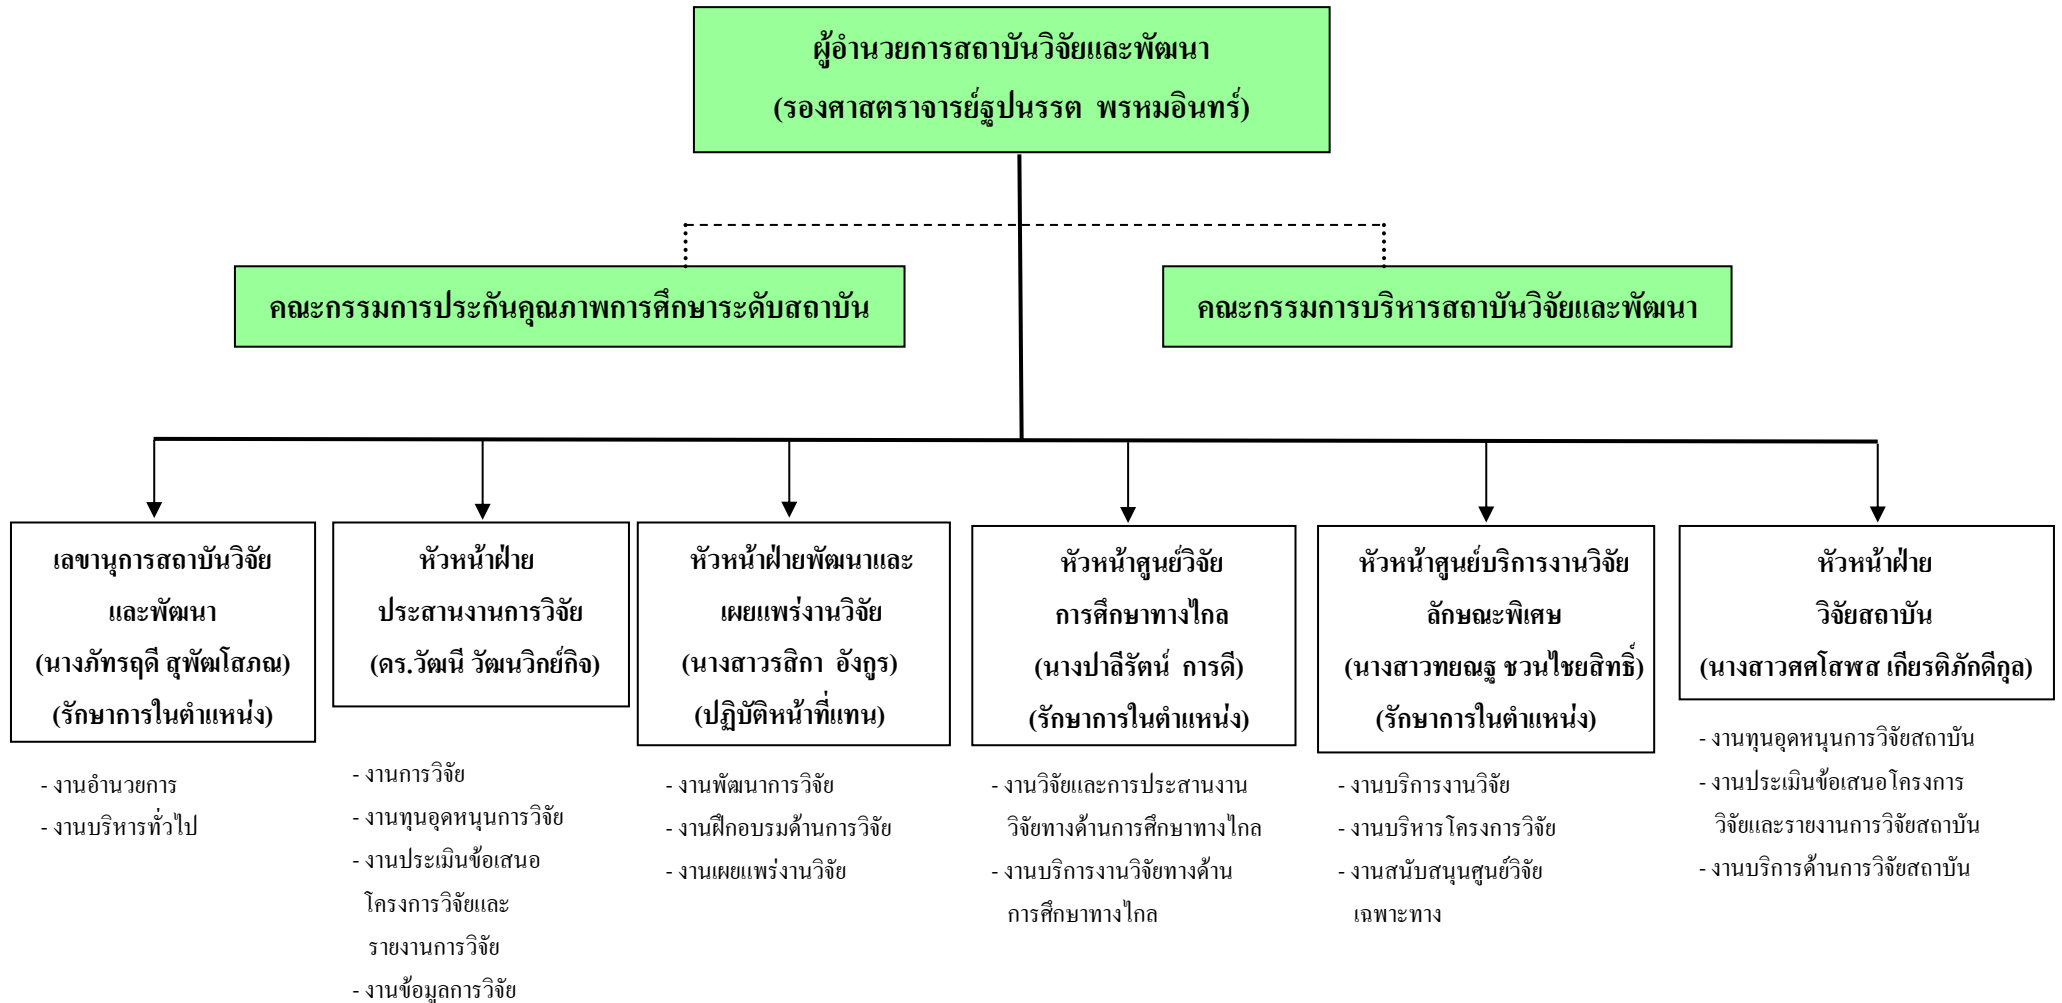 ผู้อำนวยการสถาบันวิจัยและพัฒนา
(รองศาสตราจารย์ฐปนรรต  พรหมอินทร์)
คณะกรรมการประกันคุณภาพการศึกษาระดับสถาบัน
คณะกรรมการบริหารสถาบันวิจัยและพัฒนา
เลขานุการสถาบันวิจัย
และพัฒนา
(นางภัทรฤดี สุพัฒโสภณ)
(รักษาการในตำแหน่ง)
- งานอำนวยการ
- งานบริหารทั่วไป
หัวหน้าฝ่าย
ประสานงานการวิจัย
(ดร.วัฒนี วัฒนวิกย์กิจ)
- งานการวิจัย
- งานทุนอุดหนุนการวิจัย
- งานประเมินข้อเสนอ
โครงการวิจัยและ
รายงานการวิจัย
- งานข้อมูลการวิจัย
หัวหน้าฝ่ายพัฒนาและ
เผยแพร่งานวิจัย
(นางสาวรสิกา  อังกูร)
(ปฏิบัติหน้าที่แทน)
- งานพัฒนาการวิจัย
- งานฝึกอบรมด้านการวิจัย
- งานเผยแพร่งานวิจัย
หัวหน้าศูนย์วิจัย
การศึกษาทางไกล
(นางปาลีรัตน์  การดี)
(รักษาการในตำแหน่ง)
- งานวิจัยและการประสานงาน
วิจัยทางด้านการศึกษาทางไกล
- งานบริการงานวิจัยทางด้าน
การศึกษาทางไกล
หัวหน้าศูนย์บริการงานวิจัย
ลักษณะพิเศษ
(นางสาวทยณฐ ชวนไชยสิทธิ์)
(รักษาการในตำแหน่ง)
- งานบริการงานวิจัย
- งานบริหารโครงการวิจัย
- งานสนับสนุนศูนย์วิจัย
เฉพาะทาง
หัวหน้าฝ่าย
วิจัยสถาบัน
(นางสาวศศโสฬส เกียรติภักดีกุล)
- งานทุนอุดหนุนการวิจัยสถาบัน
- งานประเมินข้อเสนอโครงการ
วิจัยและรายงานการวิจัยสถาบัน
- งานบริการด้านการวิจัยสถาบัน